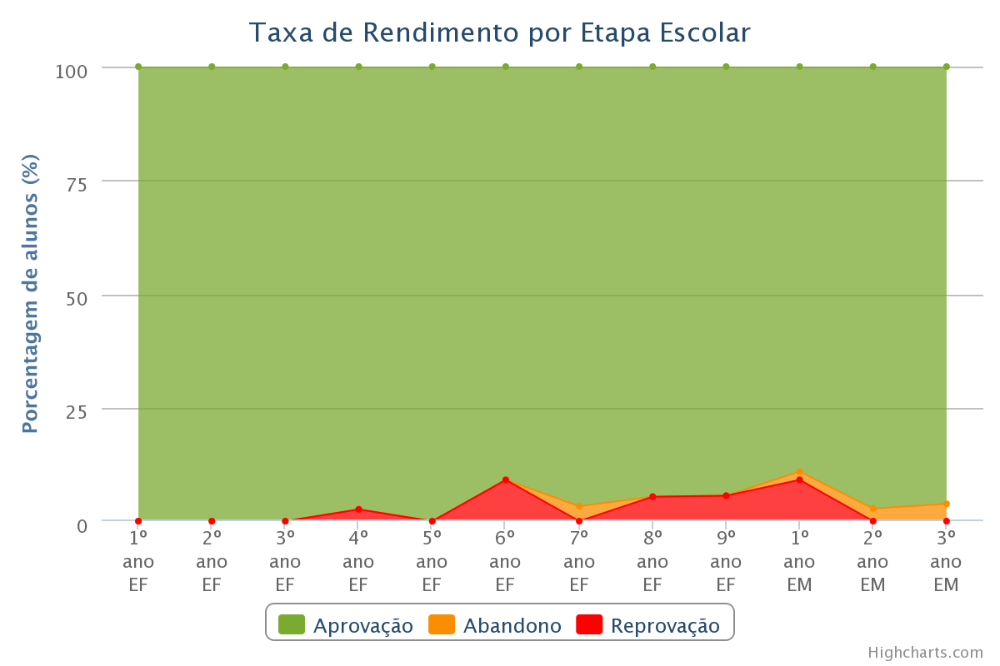 Taxa de Rendimento por Etapa Escolar
Porcentagem de alunos (%)
100
75
50
25
0
1º ano EF
2º ano EF
3º ano EF
4º ano EF
5º ano EF
6º ano EF
7º ano EF
8º ano EF
9º ano EF
1º ano EM
2º ano EM
3º ano EM
Aprovação Abandono Reprovação
Highcharts.com